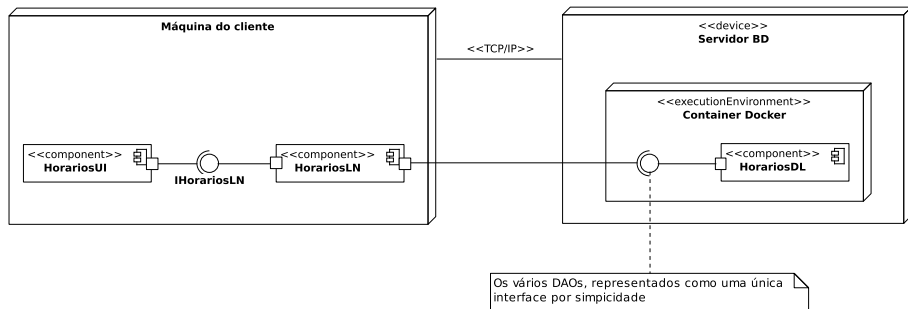 Máquina do cliente
<<TCP/IP>>
<<device>>
Servidor BD
<<executionEnvironment>>
Container Docker
<<component>>
HorariosUI
IHorariosLN
<<component>>
HorariosLN
<<component>>
HorariosDL
Os vários DAOs, representados como uma única
interface por simpicidade